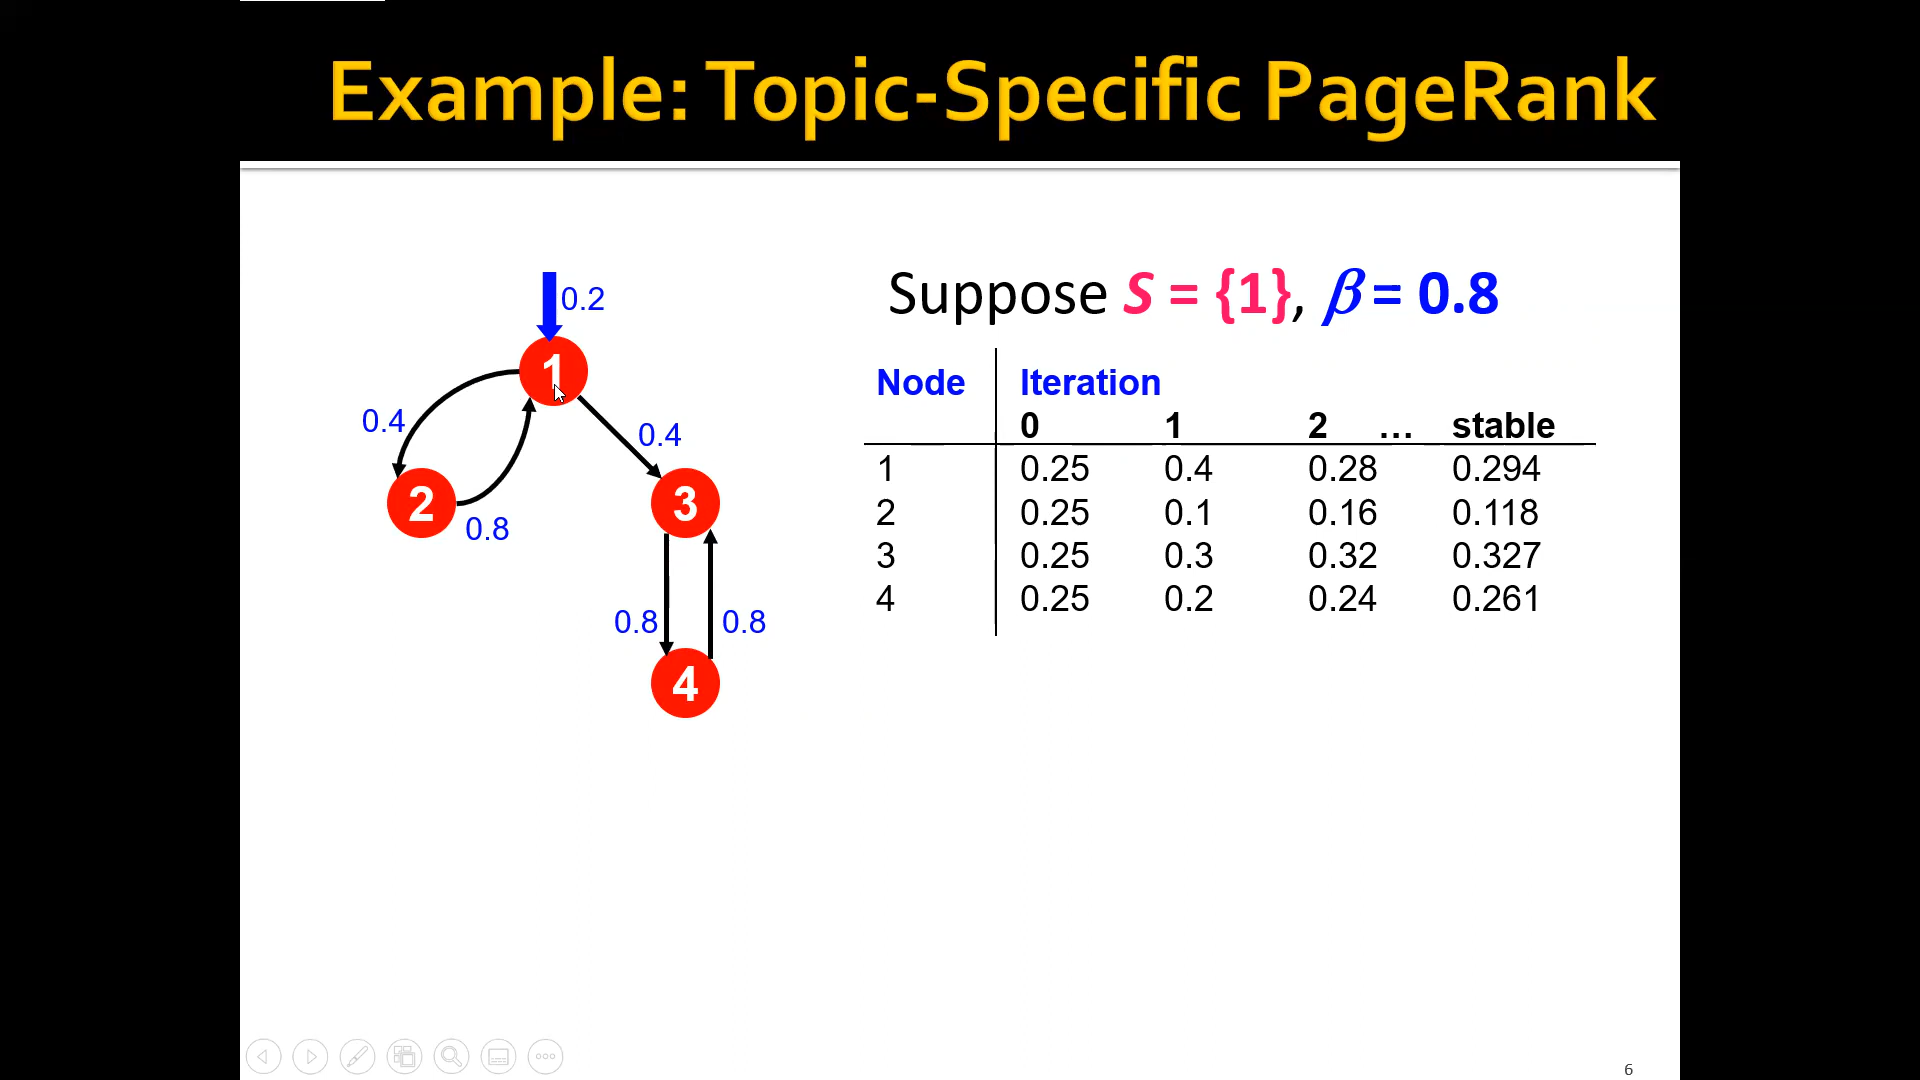 Example: Topic-Specific PageRank
Suppose S = {1}, β = 0.8
0.2
1
0.4
0.4
2
3
0.8
0.8
0.8
4
Node Iteration
0 1 2 … stable
1 0.25 0.4 0.28 0.294
2 0.25 0.1 0.16 0.118
3 0.25 0.3 0.32 0.327
4 0.25 0.2 0.24 0.261
6